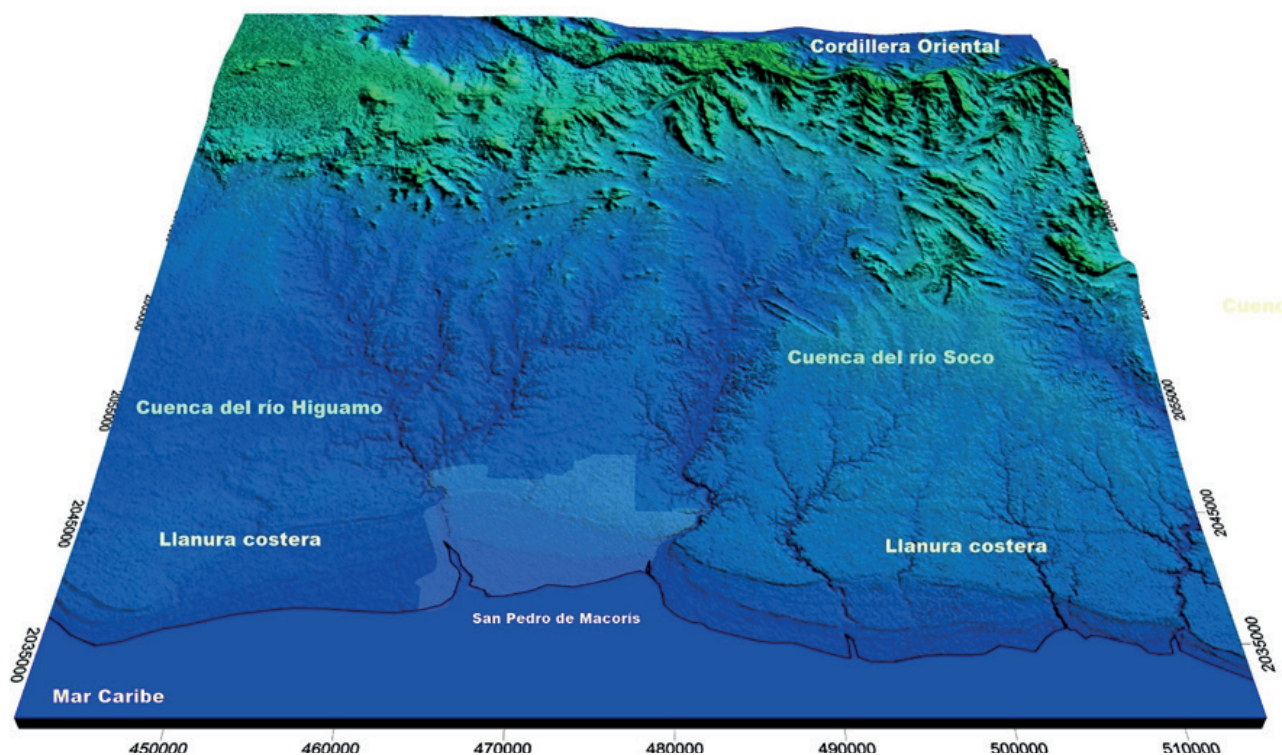 Cordillera Oriental
Cuenca del río Soco
Cuenca del río Higuamo
Llanura costera
Llanura costera
San Pedro de Macorís
Mar Caribe
2055000
2045000
2035000
2055000
2045000
2035000
450000
460000
470000
480000
490000
500000
510000